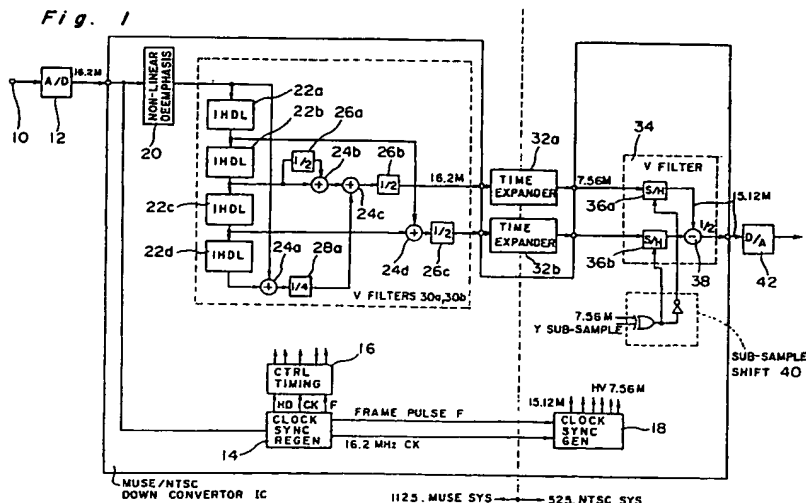 Fig. 1
A/D
16.2M
10
12
NON-LINEAR
DEEMPHASIS
20
1HDL
22a
22b
1HDL
26a
1/2
24b
26b
1/2
16.2M
22c
1HDL
24c
22d
1HDL
24a
28a
1/4
24d
1/2
26c
V FILTERS 30a,30b
32a
TIME
EXPANDER
7.56M
TIME
EXPANDER
32b
34
V FILTER
S/H
36a
15.12M
S/H
1/2
36b
38
D/A
42
7.56M
Y SUB-SAMPLE
SUB-SAMPLE
SHIFT 40
16
CTRL
TIMING
HD CK F
CLOCK
SYNC
REGEN
14
FRAME PULSE F
16.2 MHz CK
15.12M
HV 7.56M
CLOCK
SYNC
GEN
18
MUSE/NTSC
DOWN CONVERTOR IC
1125. MUSE SYS
525. NTSC SYS